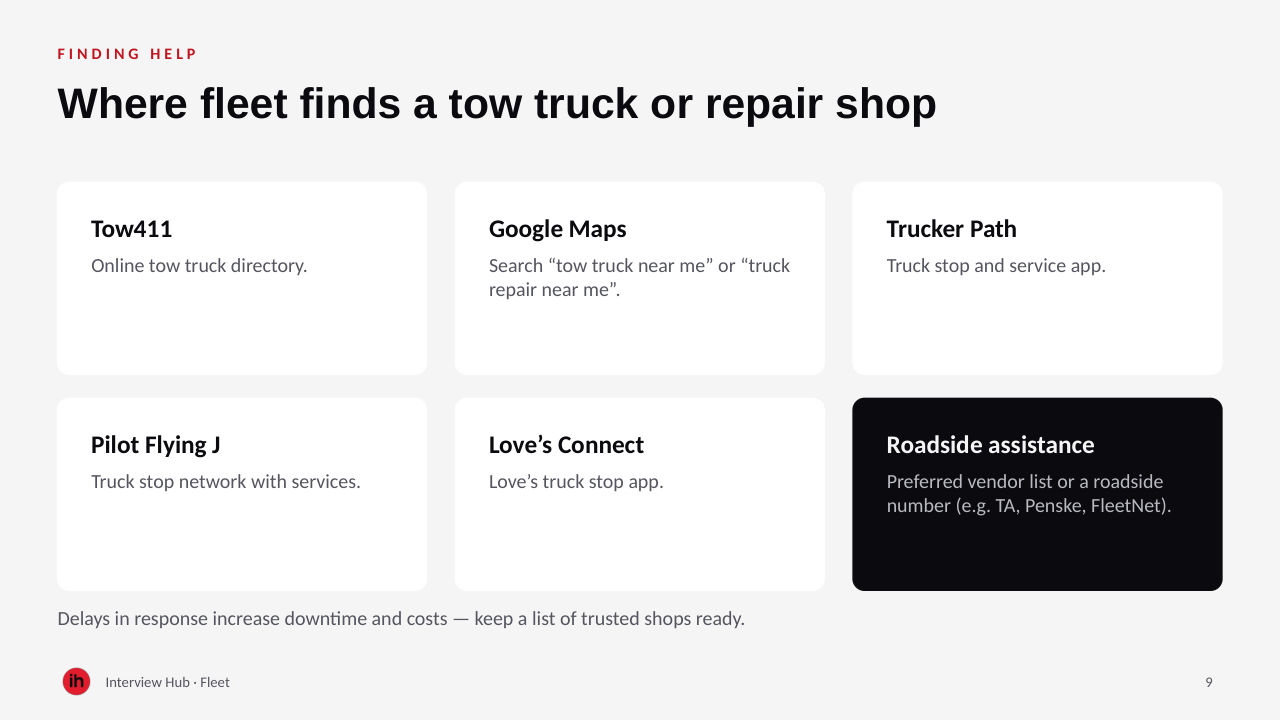 FINDING HELP
Where fleet finds a tow truck or repair shop
Tow411
Online tow truck directory.
Google Maps
Search “tow truck near me” or “truck
repair near me”.
Trucker Path
Truck stop and service app.
Pilot Flying J
Truck stop network with services.
Love’s Connect
Love’s truck stop app.
Roadside assistance
Preferred vendor list or a roadside
number (e.g. TA, Penske, FleetNet).
Delays in response increase downtime and costs — keep a list of trusted shops ready.
ih
Interview Hub · Fleet
9